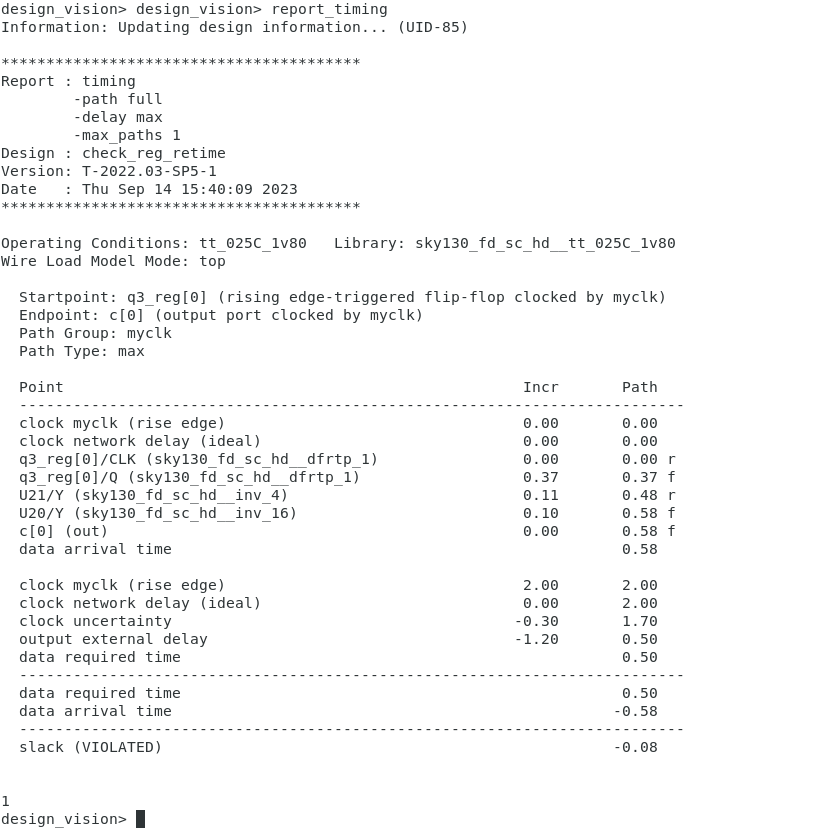 design_vision> design_vision> report_timing
Information: Updating design information... (UID-85)

****************************************
Report : timing
        -path full
        -delay max
        -max_paths 1
Design : check_reg_retime
Version: T-2022.03-SP5-1
Date   : Thu Sep 14 15:40:09 2023
****************************************

Operating Conditions: tt_025C_1v80   Library: sky130_fd_sc_hd__tt_025C_1v80
Wire Load Model Mode: top

  Startpoint: q3_reg[0] (rising edge-triggered flip-flop clocked by myclk)
  Endpoint: c[0] (output port clocked by myclk)
  Path Group: myclk
  Path Type: max

  Point                                                   Incr       Path
  --------------------------------------------------------------------------
  clock myclk (rise edge)                                 0.00       0.00
  clock network delay (ideal)                             0.00       0.00
  q3_reg[0]/CLK (sky130_fd_sc_hd__dfrtp_1)                0.00       0.00 r
  q3_reg[0]/Q (sky130_fd_sc_hd__dfrtp_1)                  0.37       0.37 f
  U21/Y (sky130_fd_sc_hd__inv_4)                          0.11       0.48 r
  U20/Y (sky130_fd_sc_hd__inv_16)                         0.10       0.58 f
  c[0] (out)                                              0.00       0.58 f
  data arrival time                                                  0.58

  clock myclk (rise edge)                                 2.00       2.00
  clock network delay (ideal)                             0.00       2.00
  clock uncertainty                                      -0.30       1.70
  output external delay                                  -1.20       0.50
  data required time                                                 0.50
  --------------------------------------------------------------------------
  data required time                                                 0.50
  data arrival time                                                 -0.58
  --------------------------------------------------------------------------
  slack (VIOLATED)                                                  -0.08


1
design_vision>